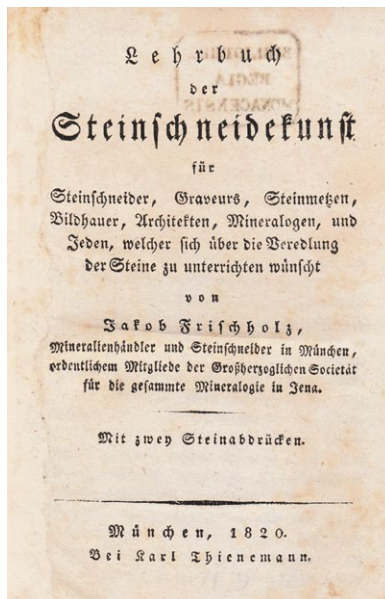 Lehrbuch
der
Steinschneidekunst
für
Steinschneider, Graveurs, Steinmetzen,
Bildhauer, Architekten, Mineralogen, und
Jeden, welcher sich über die Veredlung
der Steine zu unterrichten wünscht
von
Jakob Frischholz,
Mineralienhändler und Steinschneider in München,
ordentlichem Mitgliede der Großherzoglichen Societät
für die gesammte Mineralogie in Jena.
Mit zwey Steinabdrücken.
München, 1820.
Bei Karl Thienemann.